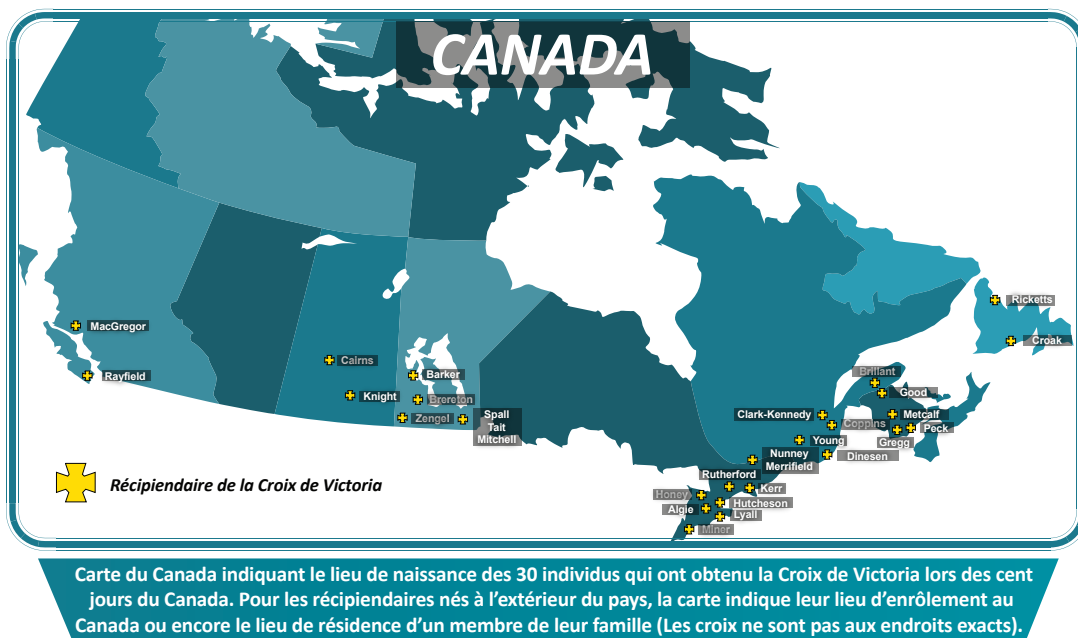 CANADA
Ricketts
MacGregor
Croak
Cairns
Brillant
Rayfield
Barker
Good
Knight
Brereton
Clark-Kennedy
Metcalf
Zengel
Spall
Tait
Mitchell
Coppins
Peck
Young
Gregg
Nunney
Merrifield
Dinesen
Rutherford
Récipiendaire de la Croix de Victoria
Kerr
Honey
Hutcheson
Algie
Lyall
Miner
Carte du Canada indiquant le lieu de naissance des 30 individus qui ont obtenu la Croix de Victoria lors des cent
jours du Canada. Pour les récipiendaires nés à l’extérieur du pays, la carte indique leur lieu d’enrôlement au
Canada ou encore le lieu de résidence d’un membre de leur famille (Les croix ne sont pas aux endroits exacts).